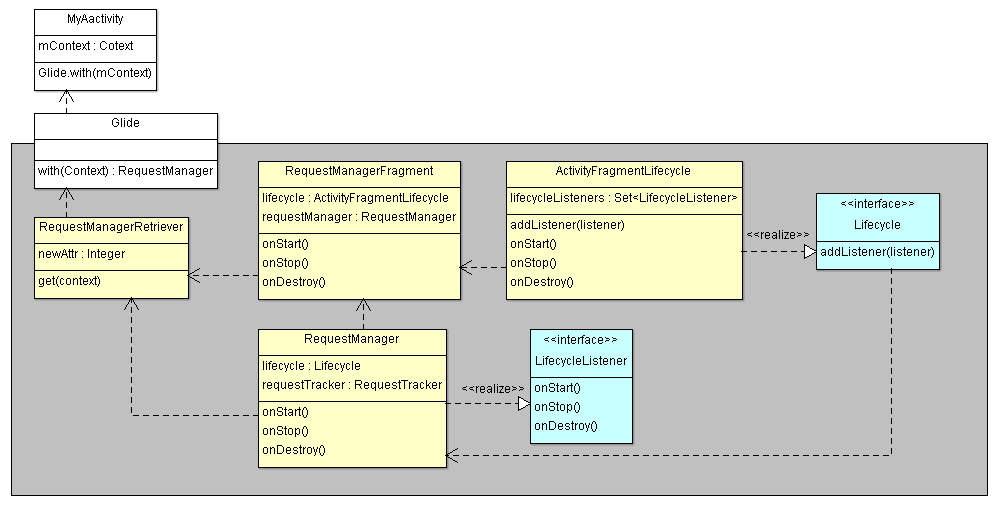 MyAactivity
mContext : Cotext
Glide.with(mContext)
Glide
with(Context) : RequestManager
RequestManagerRetriever
newAttr : Integer
get(context)
RequestManagerFragment
lifecycle : ActivityFragmentLifecycle
requestManager : RequestManager
onStart()
onStop()
onDestroy()
ActivityFragmentLifecycle
lifecycleListeners : Set<LifecycleListener>
addListener(listener)
onStart()
onStop()
onDestroy()
<<realize>>
<<interface>>
Lifecycle
addListener(listener)
RequestManager
lifecycle : Lifecycle
requestTracker : RequestTracker
onStart()
onStop()
onDestroy()
<<realize>>
<<interface>>
LifecycleListener
onStart()
onStop()
onDestroy()